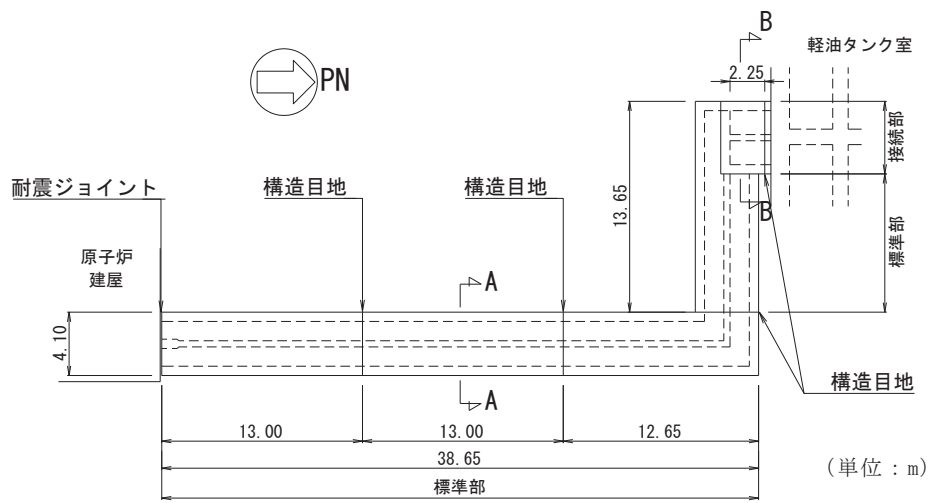 B
軽油タンク室
2.25
PN
接続部
耐震ジョイント
構造目地
構造目地
13.65
B
標準部
原子炉
建屋
A
4.10
A
構造目地
13.00
13.00
12.65
38.65
(単位：m)
標準部